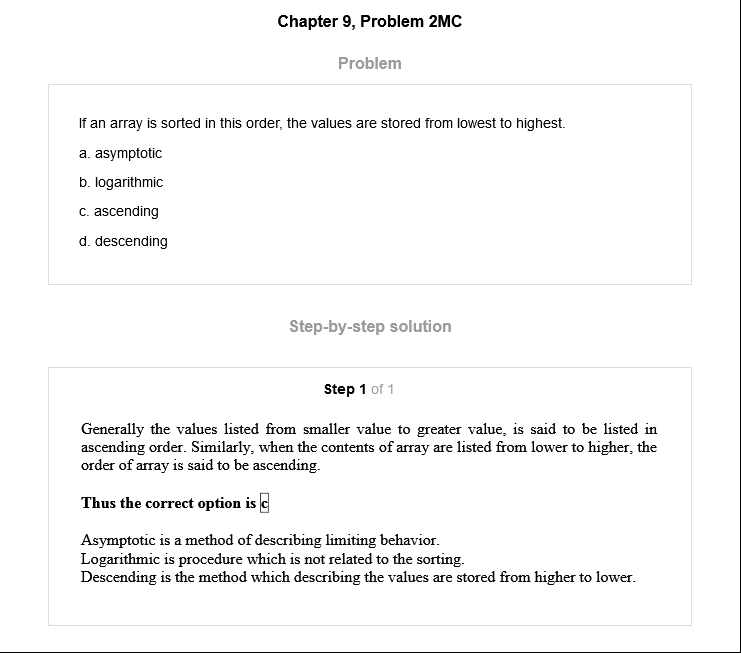 Chapter 9, Problem 2MC
Problem
If an array is sorted in this order, the values are stored from lowest to highest.
a. asymptotic
b. logarithmic
c. ascending
d. descending
Step-by-step solution
Step 1 of 1
Generally the values listed from smaller value to greater value, is said to be listed in
ascending order. Similarly, when the contents of array are listed from lower to higher, the
order of array is said to be ascending.
Thus the correct option is c
Asymptotic is a method of describing limiting behavior.
Logarithmic is procedure which is not related to the sorting.
Descending is the method which describing the values are stored from higher to lower.